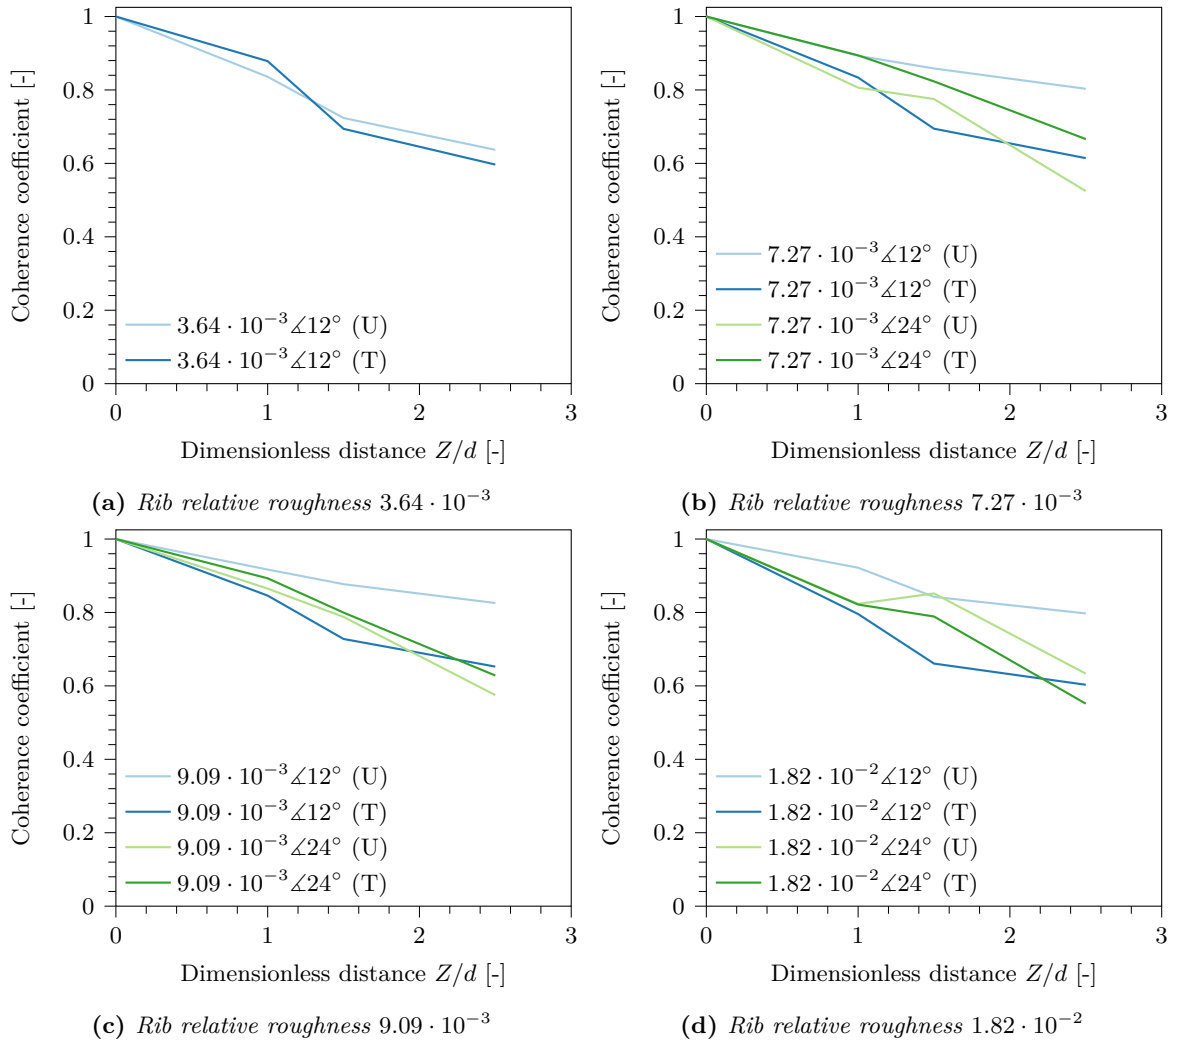 1
0.8
0.6
0.4
0.2
0
0 1 2 3
Coherence coefficient [-]
Dimensionless distance Z/d [-]
3.64 · 10⁻³∡12° (U)
3.64 · 10⁻³∡12° (T)
(a) Rib relative roughness 3.64 · 10⁻³
1
0.8
0.6
0.4
0.2
0
0 1 2 3
Coherence coefficient [-]
Dimensionless distance Z/d [-]
7.27 · 10⁻³∡12° (U)
7.27 · 10⁻³∡12° (T)
7.27 · 10⁻³∡24° (U)
7.27 · 10⁻³∡24° (T)
(b) Rib relative roughness 7.27 · 10⁻³
1
0.8
0.6
0.4
0.2
0
0 1 2 3
Coherence coefficient [-]
Dimensionless distance Z/d [-]
9.09 · 10⁻³∡12° (U)
9.09 · 10⁻³∡12° (T)
9.09 · 10⁻³∡24° (U)
9.09 · 10⁻³∡24° (T)
(c) Rib relative roughness 9.09 · 10⁻³
1
0.8
0.6
0.4
0.2
0
0 1 2 3
Coherence coefficient [-]
Dimensionless distance Z/d [-]
1.82 · 10⁻²∡12° (U)
1.82 · 10⁻²∡12° (T)
1.82 · 10⁻²∡24° (U)
1.82 · 10⁻²∡24° (T)
(d) Rib relative roughness 1.82 · 10⁻²